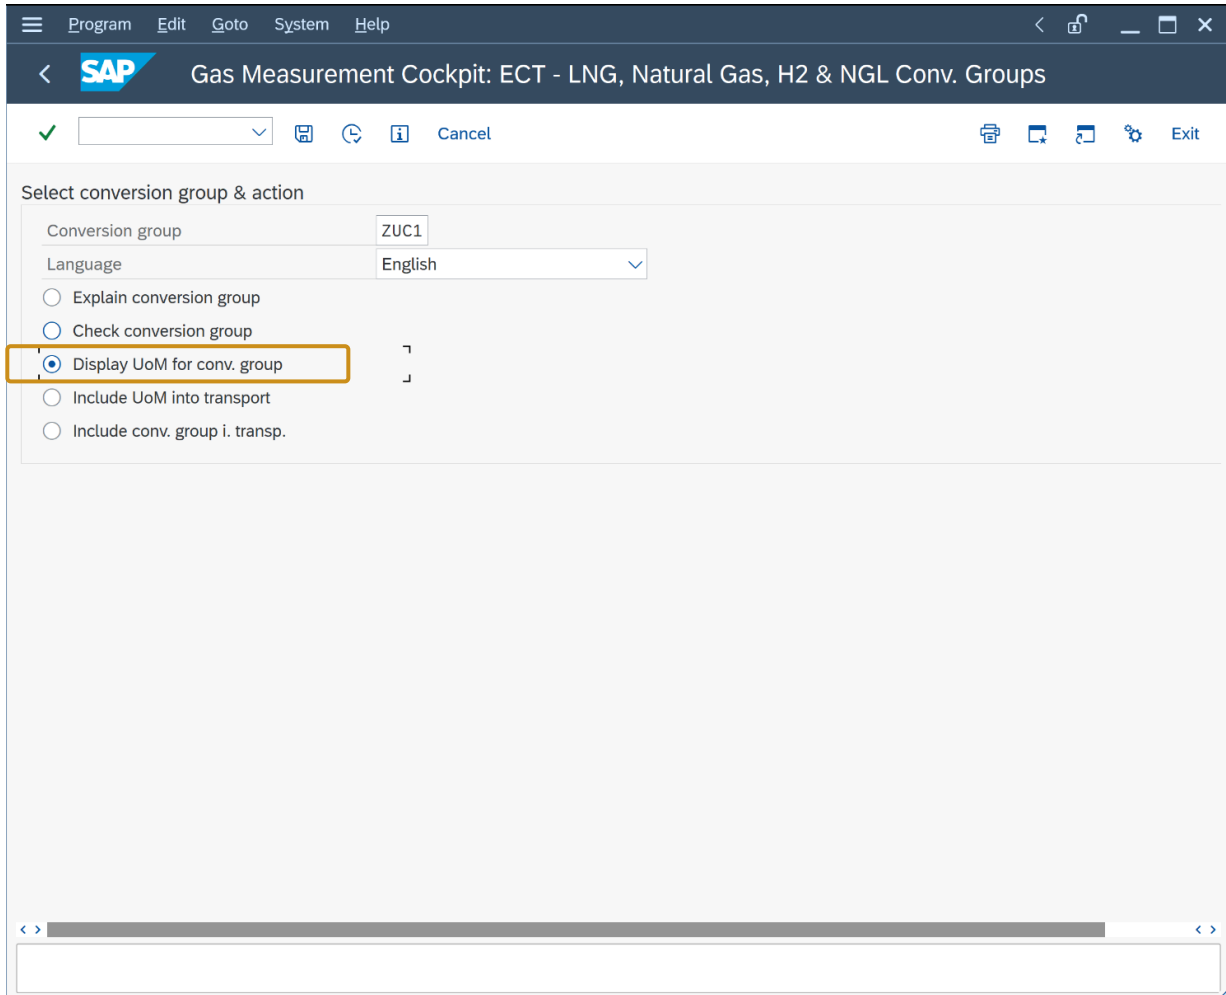 Program Edit Goto System Help
SAP Gas Measurement Cockpit: ECT - LNG, Natural Gas, H2 & NGL Conv. Groups
Cancel Exit
Select conversion group & action
Conversion group ZUC1
Language English
Explain conversion group
Check conversion group
Display UoM for conv. group
Include UoM into transport
Include conv. group i. transp.